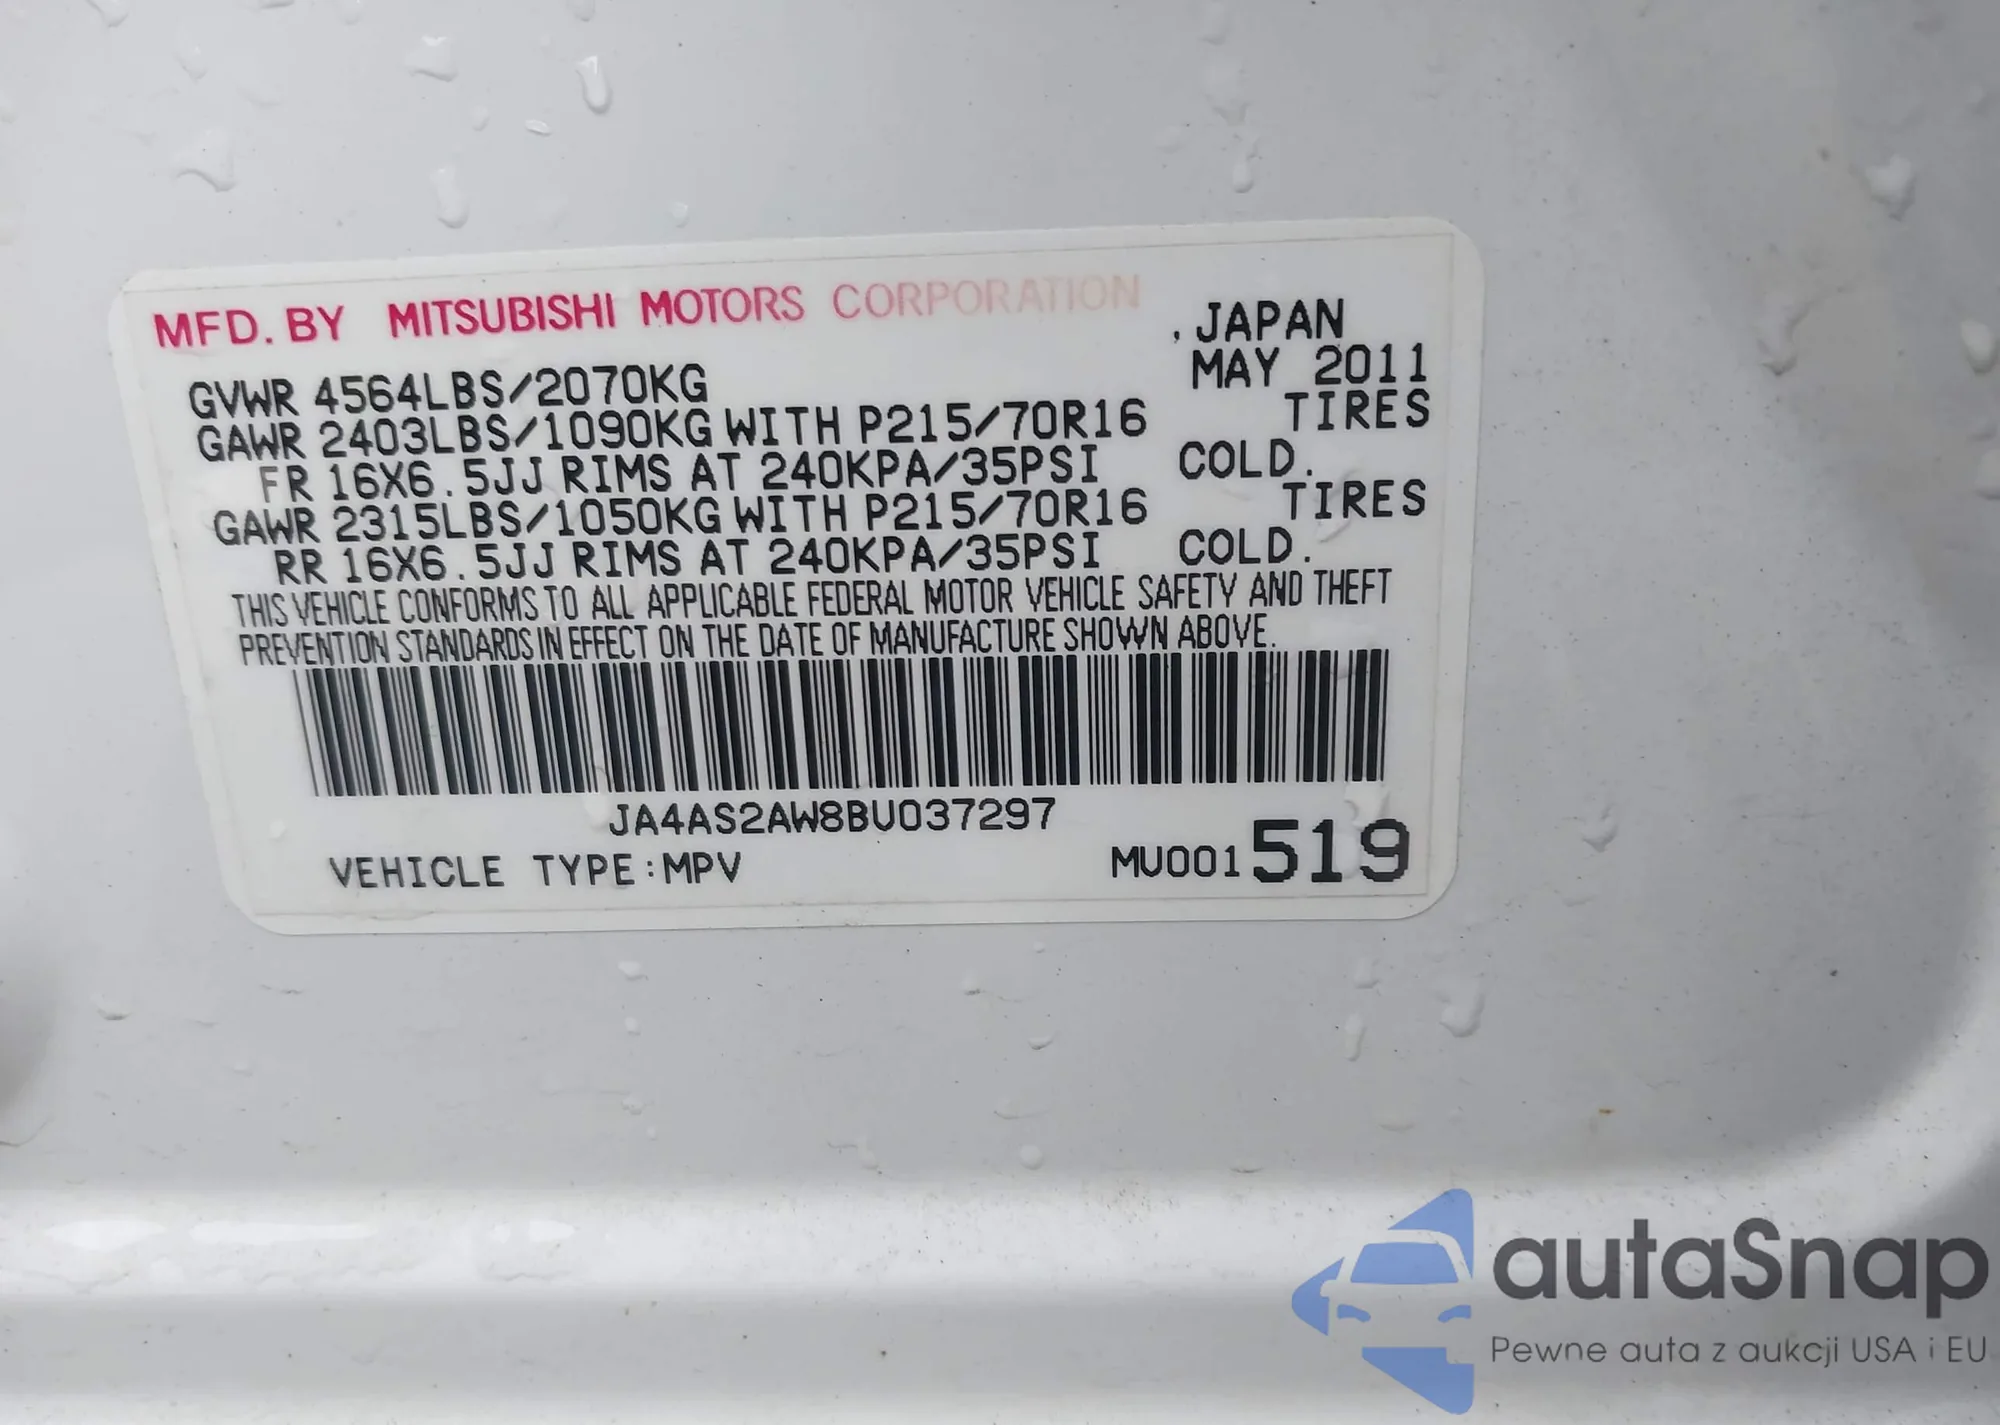 MFD. BY MITSUBISHI MOTORS CORPORATION
, JAPAN
GVWR 4564LBS/2070KG MAY 2011
GAWR 2403LBS/1090KG WITH P215/70R16 TIRES
FR 16X6.5JJ RIMS AT 240KPA/35PSI COLD.
GAWR 2315LBS/1050KG WITH P215/70R16 TIRES
RR 16X6.5JJ RIMS AT 240KPA/35PSI COLD.
THIS VEHICLE CONFORMS TO ALL APPLICABLE FEDERAL MOTOR VEHICLE SAFETY AND THEFT
PREVENTION STANDARDS IN EFFECT ON THE DATE OF MANUFACTURE SHOWN ABOVE.
JA4AS2AW8BU037297
VEHICLE TYPE:MPV MU001519
autaSnap
Pewne auta z aukcji USA i EU